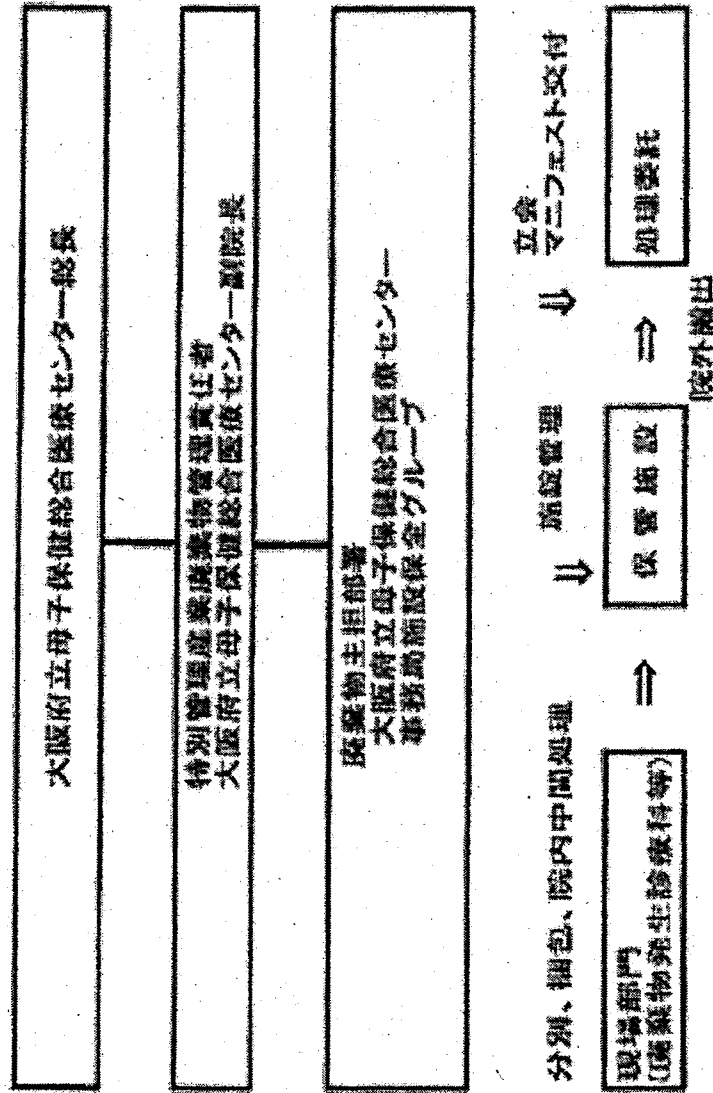 大阪府立母子保健総合医療センター総長
特別管理産業廃棄物管理責任者
大阪府立母子保健総合医療センター副院長
廃棄物主担部署
大阪府立母子保健総合医療センター
事務局施設保全グループ
分別、梱包、院内中間処理
⇓
施錠管理
⇓
立会
マニフェスト交付
現場部門
(廃棄物発生診療科等)
⇒
保管施設
⇒
院外搬出
処理委託